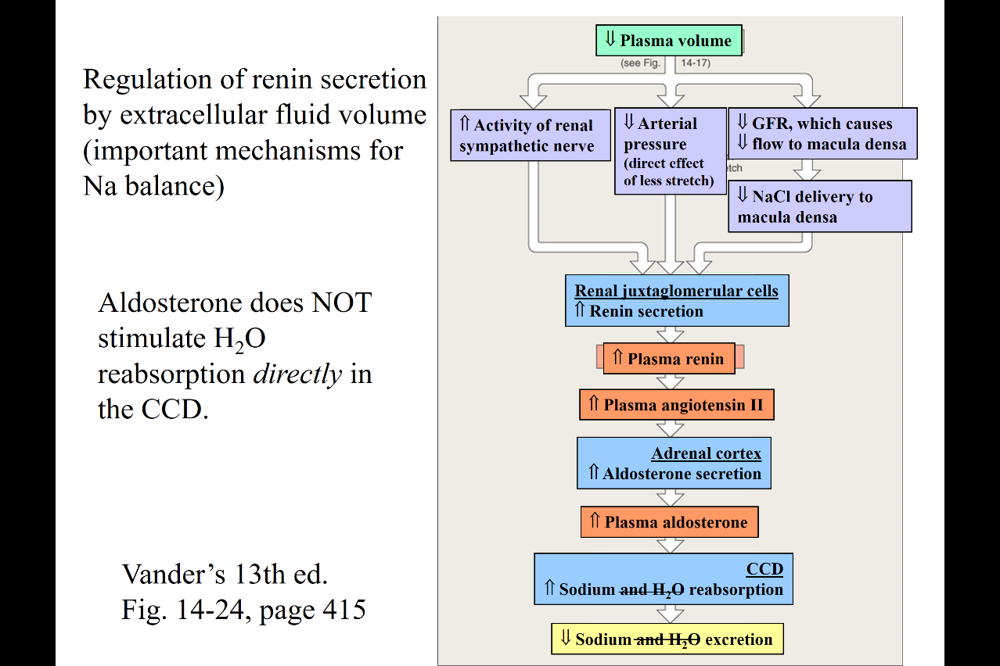 Regulation of renin secretion
by extracellular fluid volume
(important mechanisms for
Na balance)
Aldosterone does NOT
stimulate H₂O
reabsorption directly in
the CCD.
Vander’s 13th ed.
Fig. 14-24, page 415
⇓ Plasma volume
(see Fig. 14-17)
⇑ Activity of renal
sympathetic nerve
⇓ Arterial
pressure
(direct effect
of less stretch)
⇓ GFR, which causes
⇓ flow to macula densa
tch
⇓ NaCl delivery to
macula densa
Renal juxtaglomerular cells
⇑ Renin secretion
⇑ Plasma renin
⇑ Plasma angiotensin II
Adrenal cortex
⇑ Aldosterone secretion
⇑ Plasma aldosterone
CCD
⇑ Sodium and H₂O reabsorption
⇓ Sodium and H₂O excretion